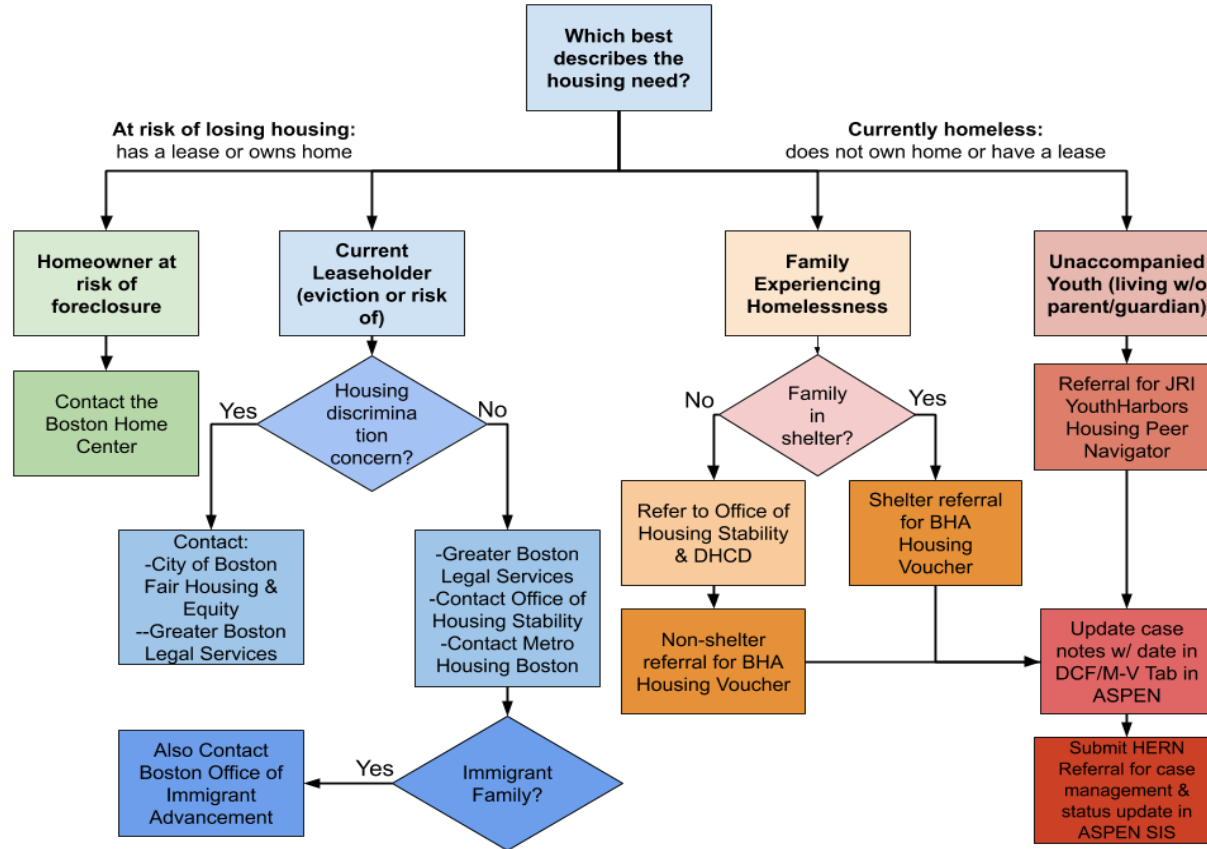 Which best
describes the
housing need?
At risk of losing housing:
has a lease or owns home
Currently homeless:
does not own home or have a lease
Homeowner at
risk of
foreclosure
Current
Leaseholder
(eviction or risk
of)
Family
Experiencing
Homelessness
Unaccompanied
Youth (living w/o
parent/guardian)
Contact the
Boston Home
Center
Yes
Housing
discrimina
tion
concern?
No
No
Family
in
shelter?
Yes
Referral for JRI
YouthHarbors
Housing Peer
Navigator
Contact:
-City of Boston
Fair Housing &
Equity
--Greater Boston
Legal Services
-Greater Boston
Legal Services
-Contact Office of
Housing Stability
-Contact Metro
Housing Boston
Refer to Office of
Housing Stability
& DHCD
Shelter referral
for BHA
Housing
Voucher
Non-shelter
referral for BHA
Housing Voucher
Update case
notes w/ date in
DCF/M-V Tab in
ASPEN
Also Contact
Boston Office of
Immigrant
Advancement
Yes
Immigrant
Family?
Submit HERN
Referral for case
management &
status update in
ASPEN SIS